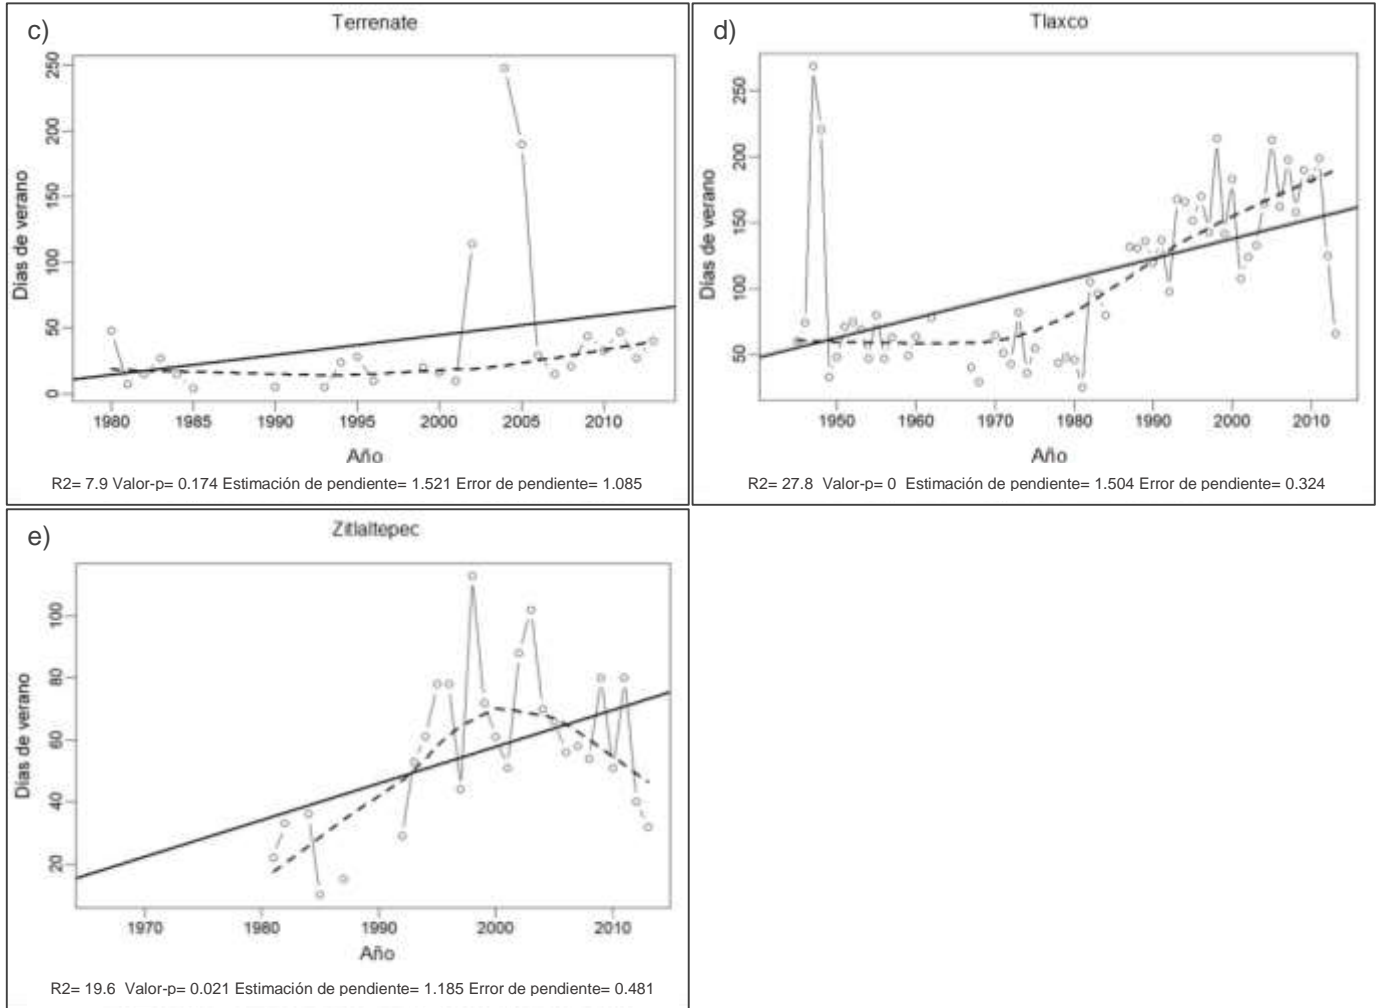 c)
Terrenate
Días de verano
250
200
150
100
50
0
1980 1985 1990 1995 2000 2005 2010
Año
R2= 7.9 Valor-p= 0.174 Estimación de pendiente= 1.521 Error de pendiente= 1.085
d)
Tlaxco
Días de verano
250
200
150
100
50
1950 1960 1970 1980 1990 2000 2010
Año
R2= 27.8 Valor-p= 0 Estimación de pendiente= 1.504 Error de pendiente= 0.324
e)
Zitlaltepec
Días de verano
100
80
60
40
20
1970 1980 1990 2000 2010
Año
R2= 19.6 Valor-p= 0.021 Estimación de pendiente= 1.185 Error de pendiente= 0.481